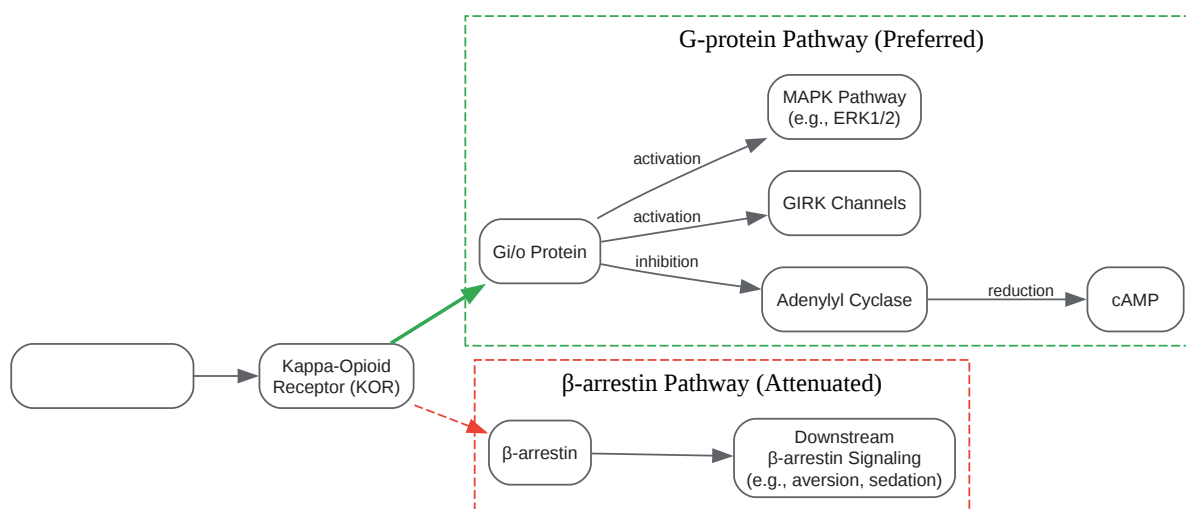 G-protein Pathway (Preferred)
MAPK Pathway
(e.g., ERK1/2)
activation
GIRK Channels
activation
Gi/o Protein
inhibition
Adenylyl Cyclase
reduction
cAMP
Kappa-Opioid
Receptor (KOR)
β-arrestin Pathway (Attenuated)
β-arrestin
Downstream
β-arrestin Signaling
(e.g., aversion, sedation)